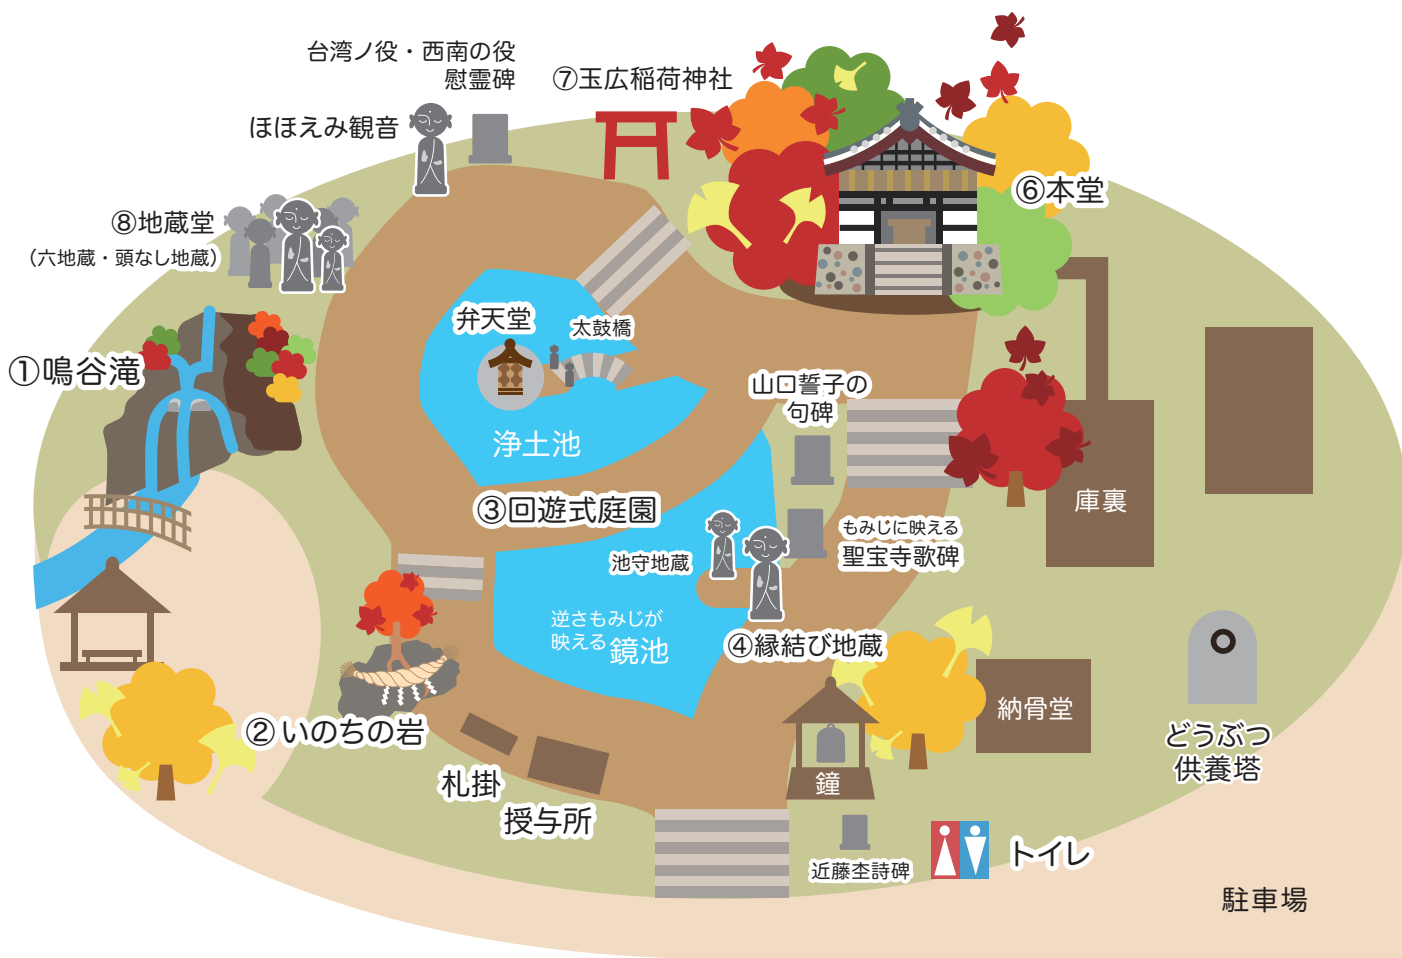 台湾ノ役・西南の役
慰霊碑
⑦玉広稲荷神社
ほほえみ観音
⑥本堂
⑧地蔵堂
（六地蔵・頭なし地蔵）
弁天堂
太鼓橋
①鳴谷滝
山口誓子の
句碑
浄土池
③回遊式庭園
庫裏
もみじに映える
聖宝寺歌碑
池守地蔵
逆さもみじが
映える 鏡池
④縁結び地蔵
納骨堂
②いのちの岩
どうぶつ
供養塔
札掛
鐘
授与所
近藤杢詩碑
トイレ
駐車場